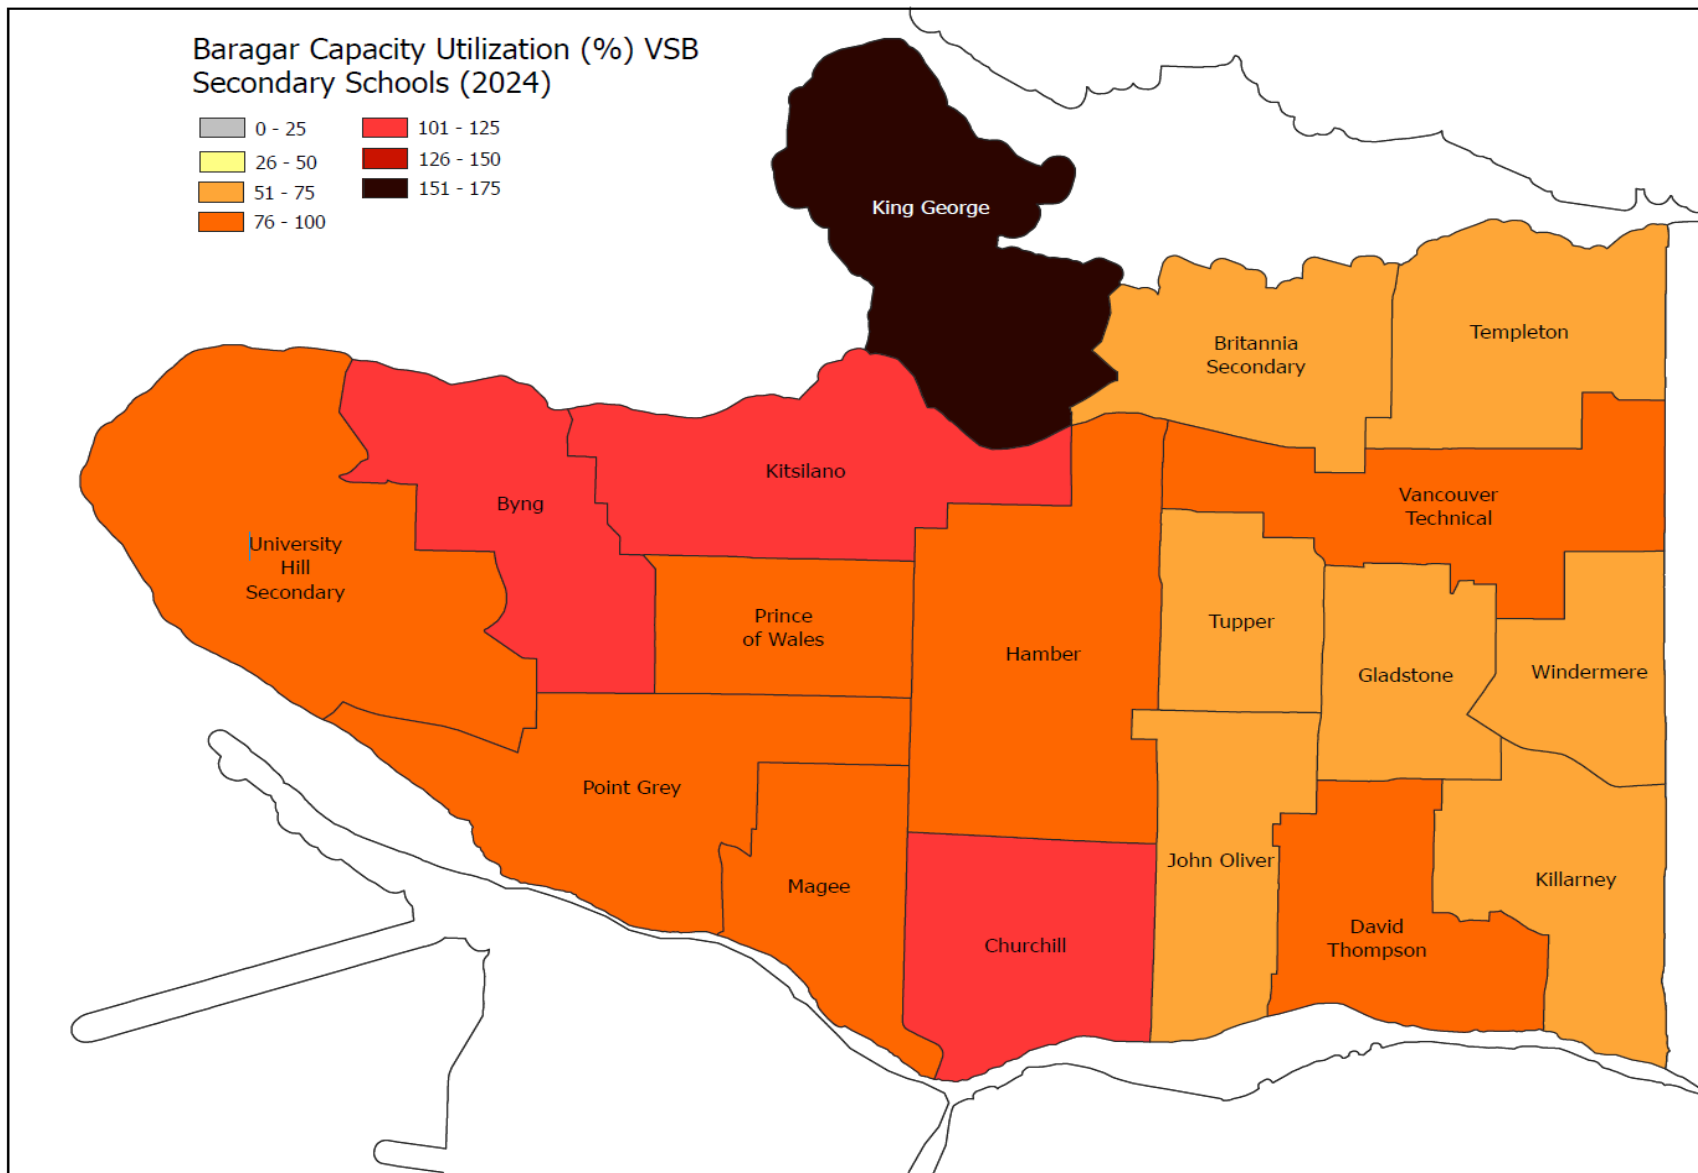 Baragar Capacity Utilization (%) VSB
Secondary Schools (2024)
0 - 25
26 - 50
51 - 75
76 - 100
101 - 125
126 - 150
151 - 175
King George
Britannia
Secondary
Templeton
Kitsilano
Byng
Vancouver
Technical
University
Hill
Secondary
Prince
of Wales
Tupper
Hamber
Gladstone
Windermere
Point Grey
Magee
John Oliver
Killarney
Churchill
David
Thompson